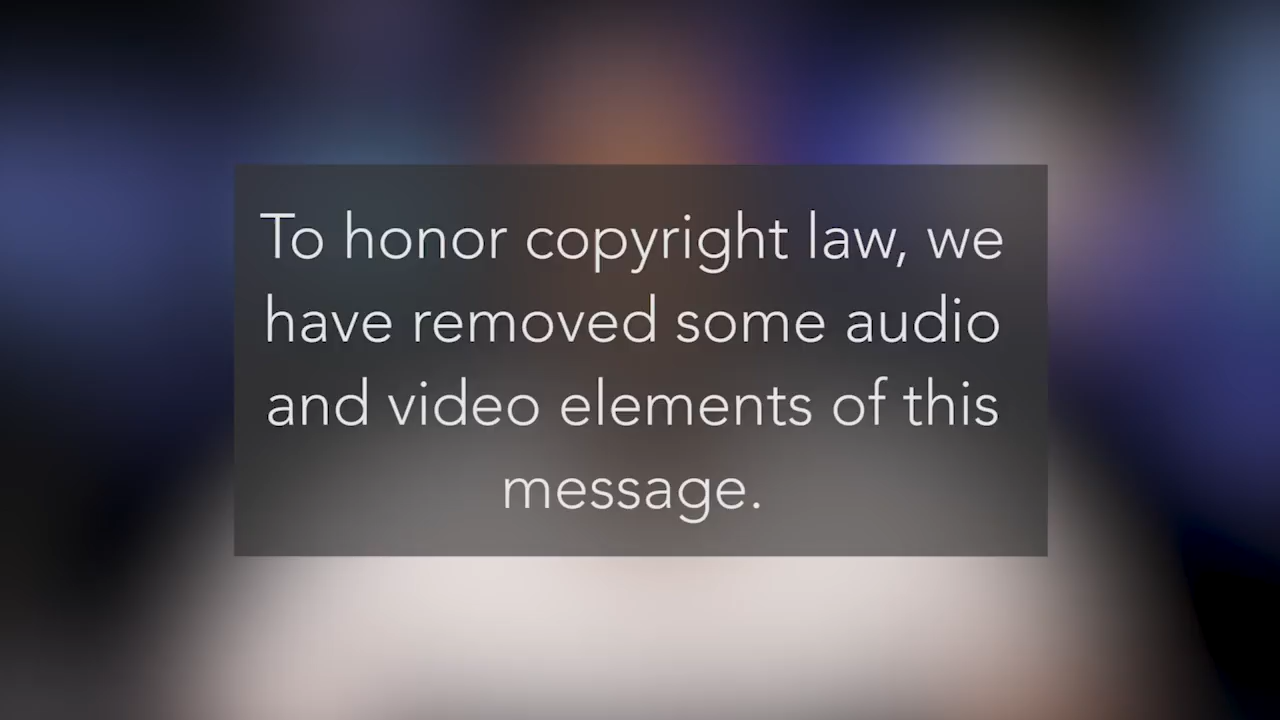 To honor copyright law, we
have removed some audio
and video elements of this
message.